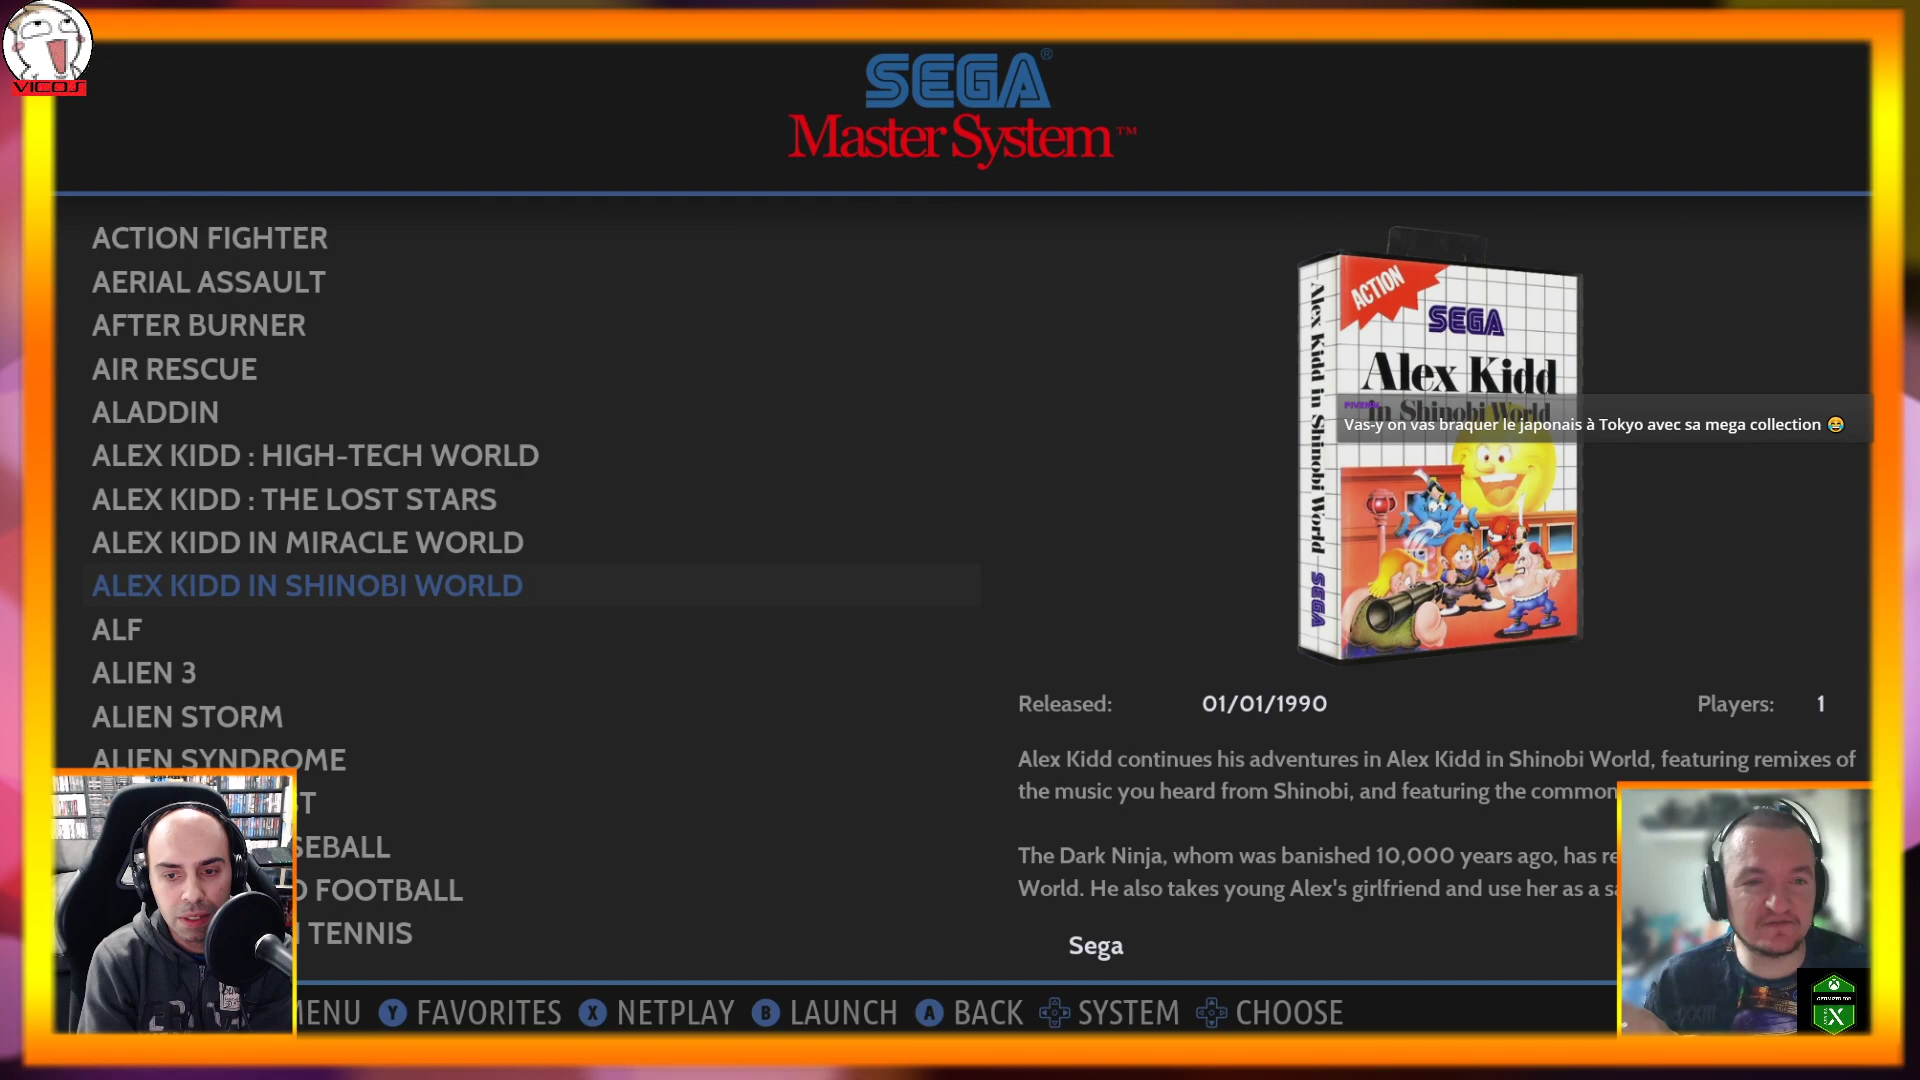 VICOS
SEGA®
Master System™
ACTION FIGHTER
AERIAL ASSAULT
AFTER BURNER
AIR RESCUE
ALADDIN
ALEX KIDD : HIGH-TECH WORLD
ALEX KIDD : THE LOST STARS
ALEX KIDD IN MIRACLE WORLD
ALEX KIDD IN SHINOBI WORLD
ALF
ALIEN 3
ALIEN STORM
ALIEN SYNDROME
SEBALL
FOOTBALL
TENNIS
ACTION
SEGA
Alex Kidd
in Shinobi World
Alex Kidd in Shinobi World
SEGA
Vas-y on vas braquer le japonais à Tokyo avec sa mega collection 😂
Released: 01/01/1990 Players: 1
Alex Kidd continues his adventures in Alex Kidd in Shinobi World, featuring remixes of
the music you heard from Shinobi, and featuring the common
The Dark Ninja, whom was banished 10,000 years ago, has re
World. He also takes young Alex's girlfriend and use her as a sa
Sega
MENU Y FAVORITES X NETPLAY B LAUNCH A BACK SYSTEM CHOOSE
X